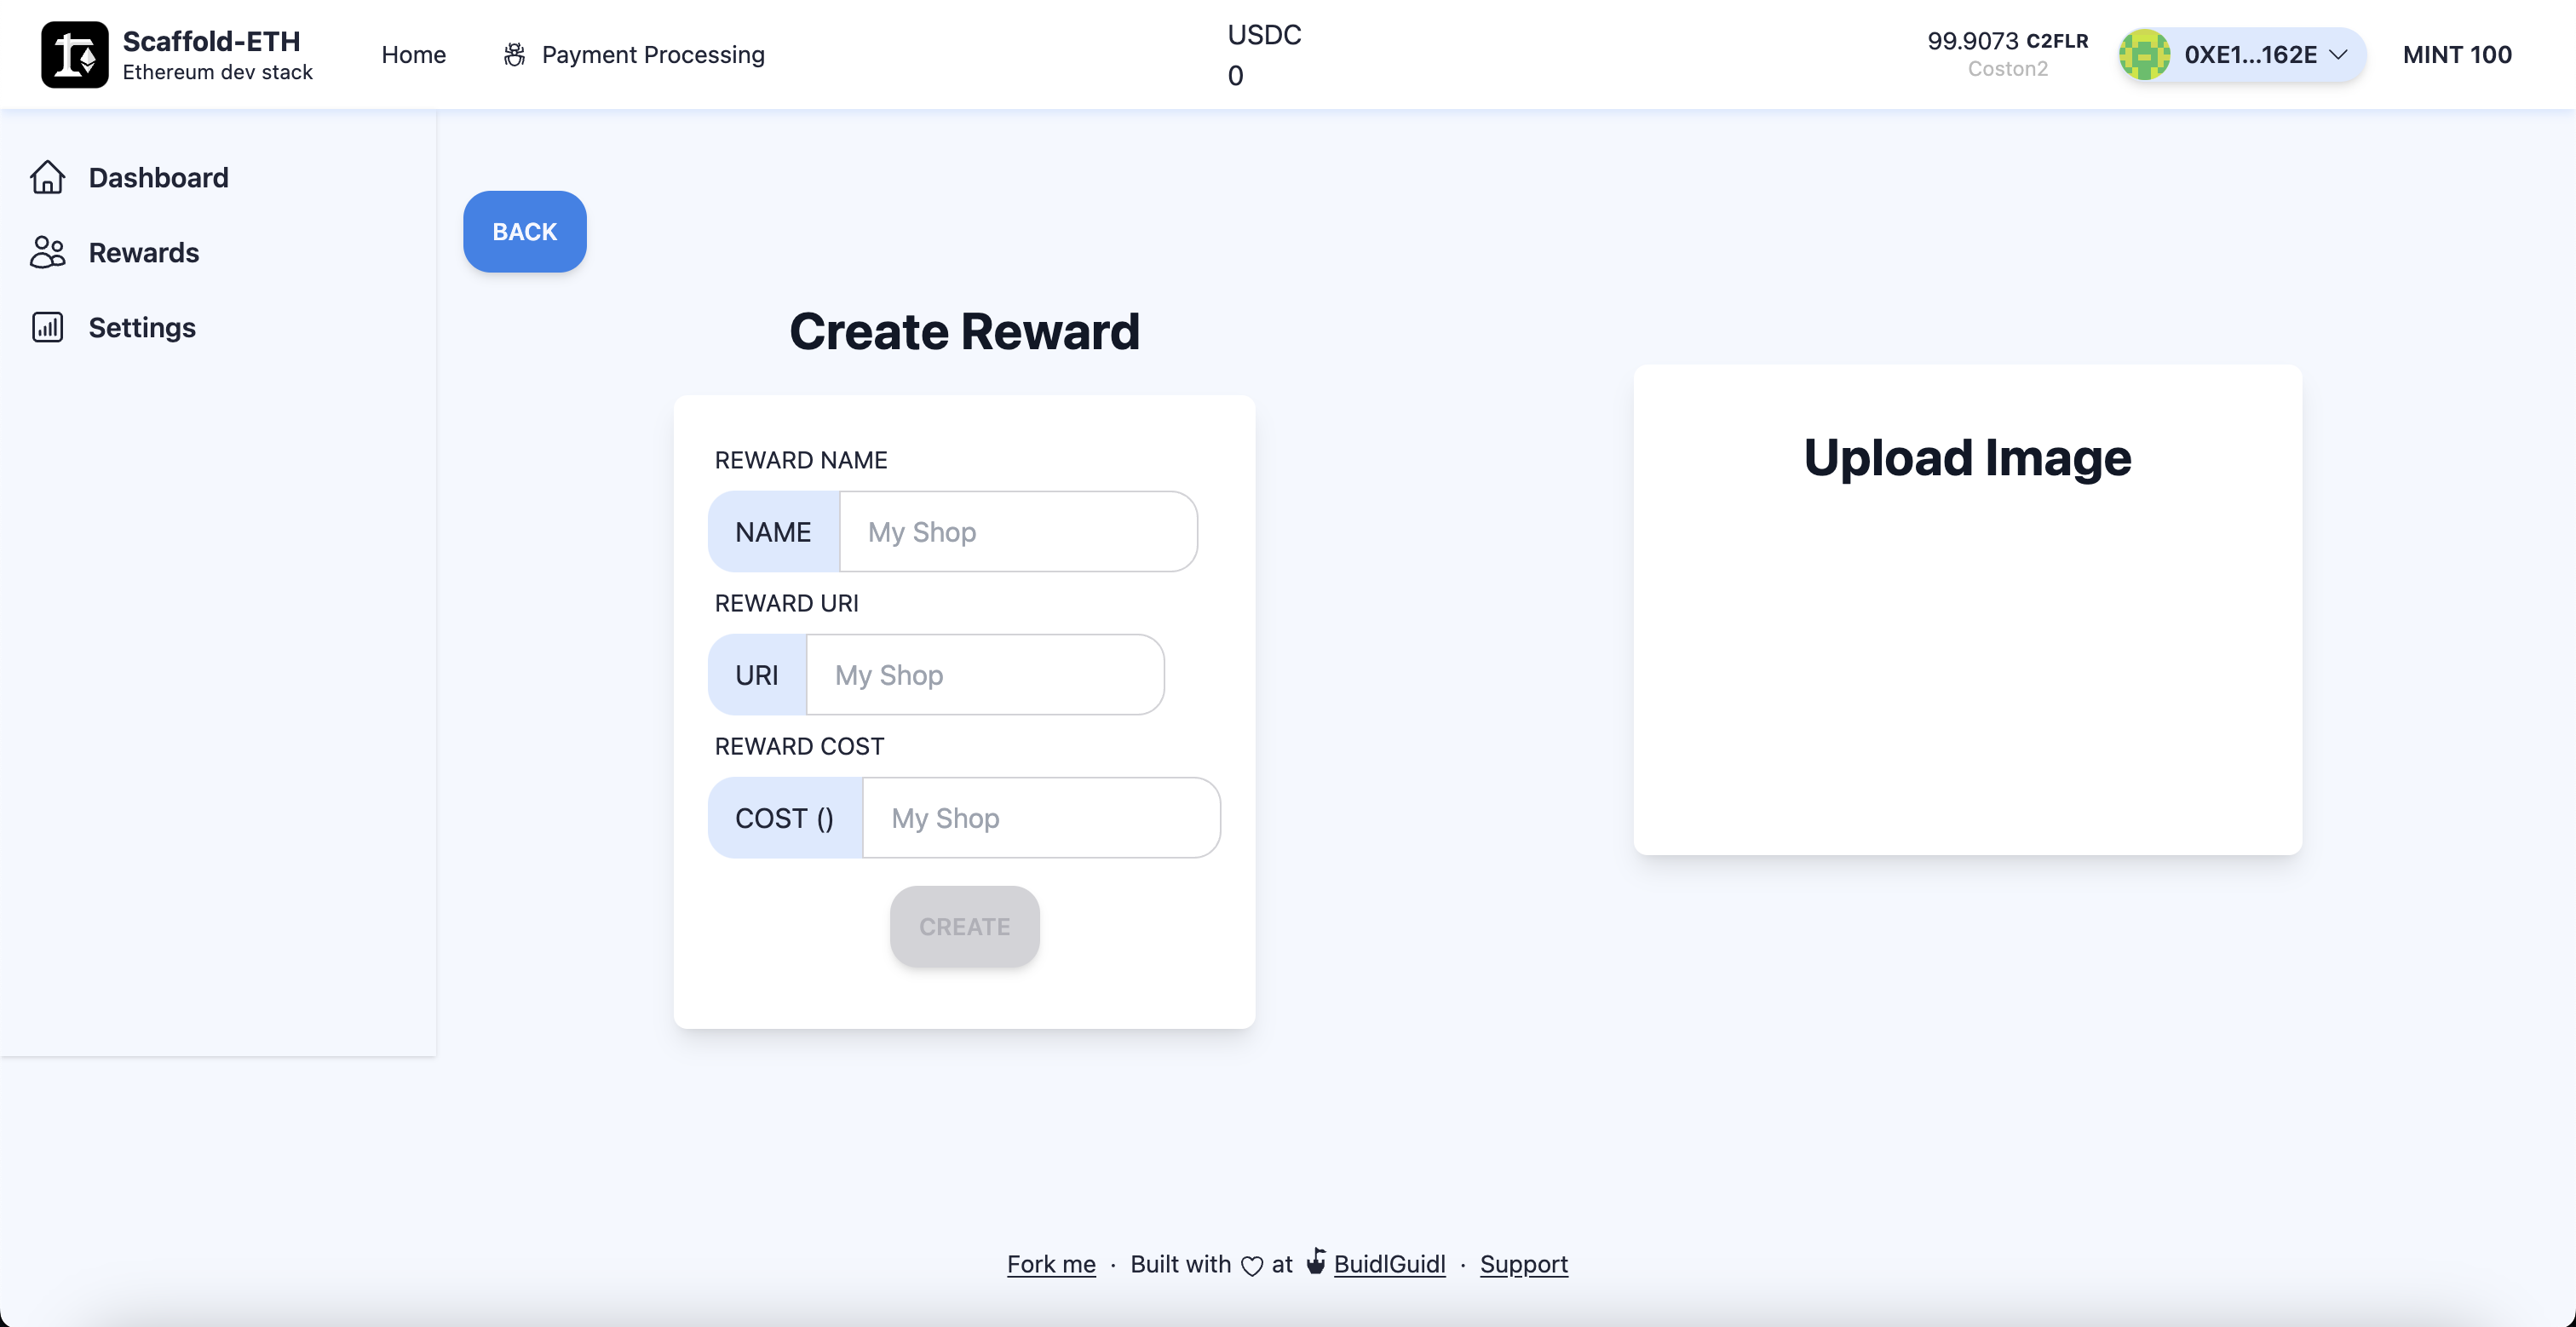 Scaffold-ETH
Ethereum dev stack
Home
Payment Processing
USDC
0
99.9073 C2FLR
Coston2
0XE1...162E
MINT 100
Dashboard
Rewards
Settings
BACK
Create Reward
REWARD NAME
NAME
My Shop
REWARD URI
URI
My Shop
REWARD COST
COST ()
My Shop
CREATE
Upload Image
Fork me · Built with ♡ at BuidlGuidl · Support